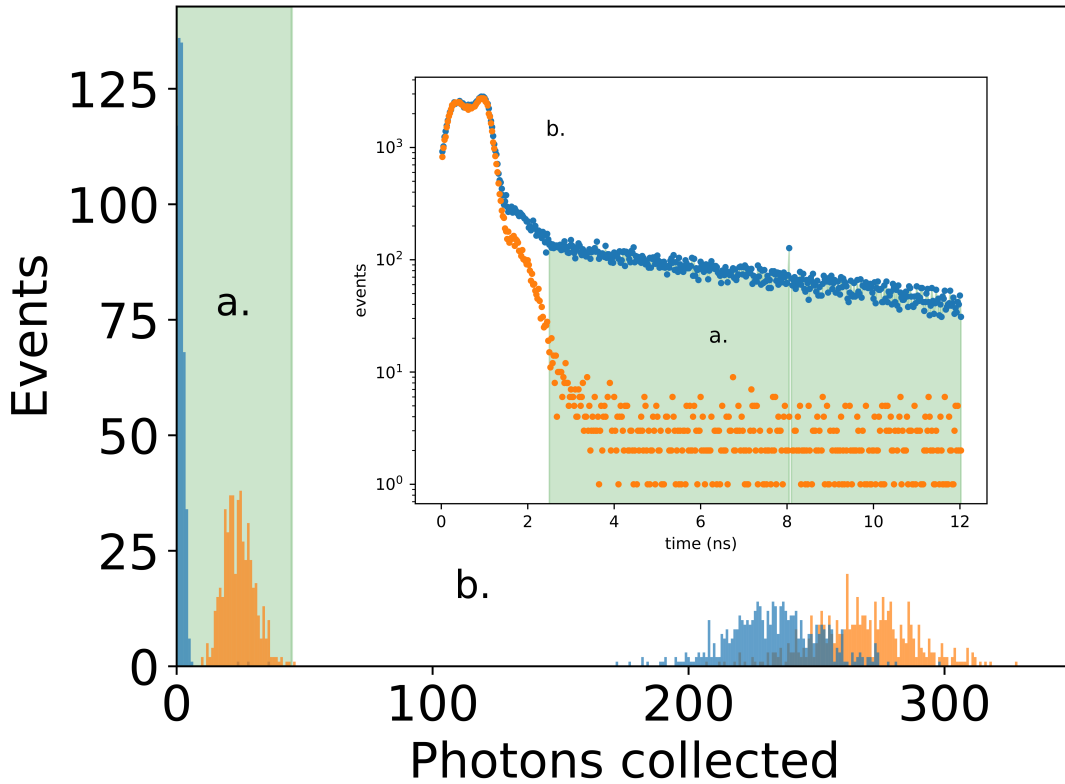 125
100
75
50
25
0
Events
a.
b.
10³
10²
10¹
10⁰
events
b.
a.
0 2 4 6 8 10 12
time (ns)
0 100 200 300
Photons collected